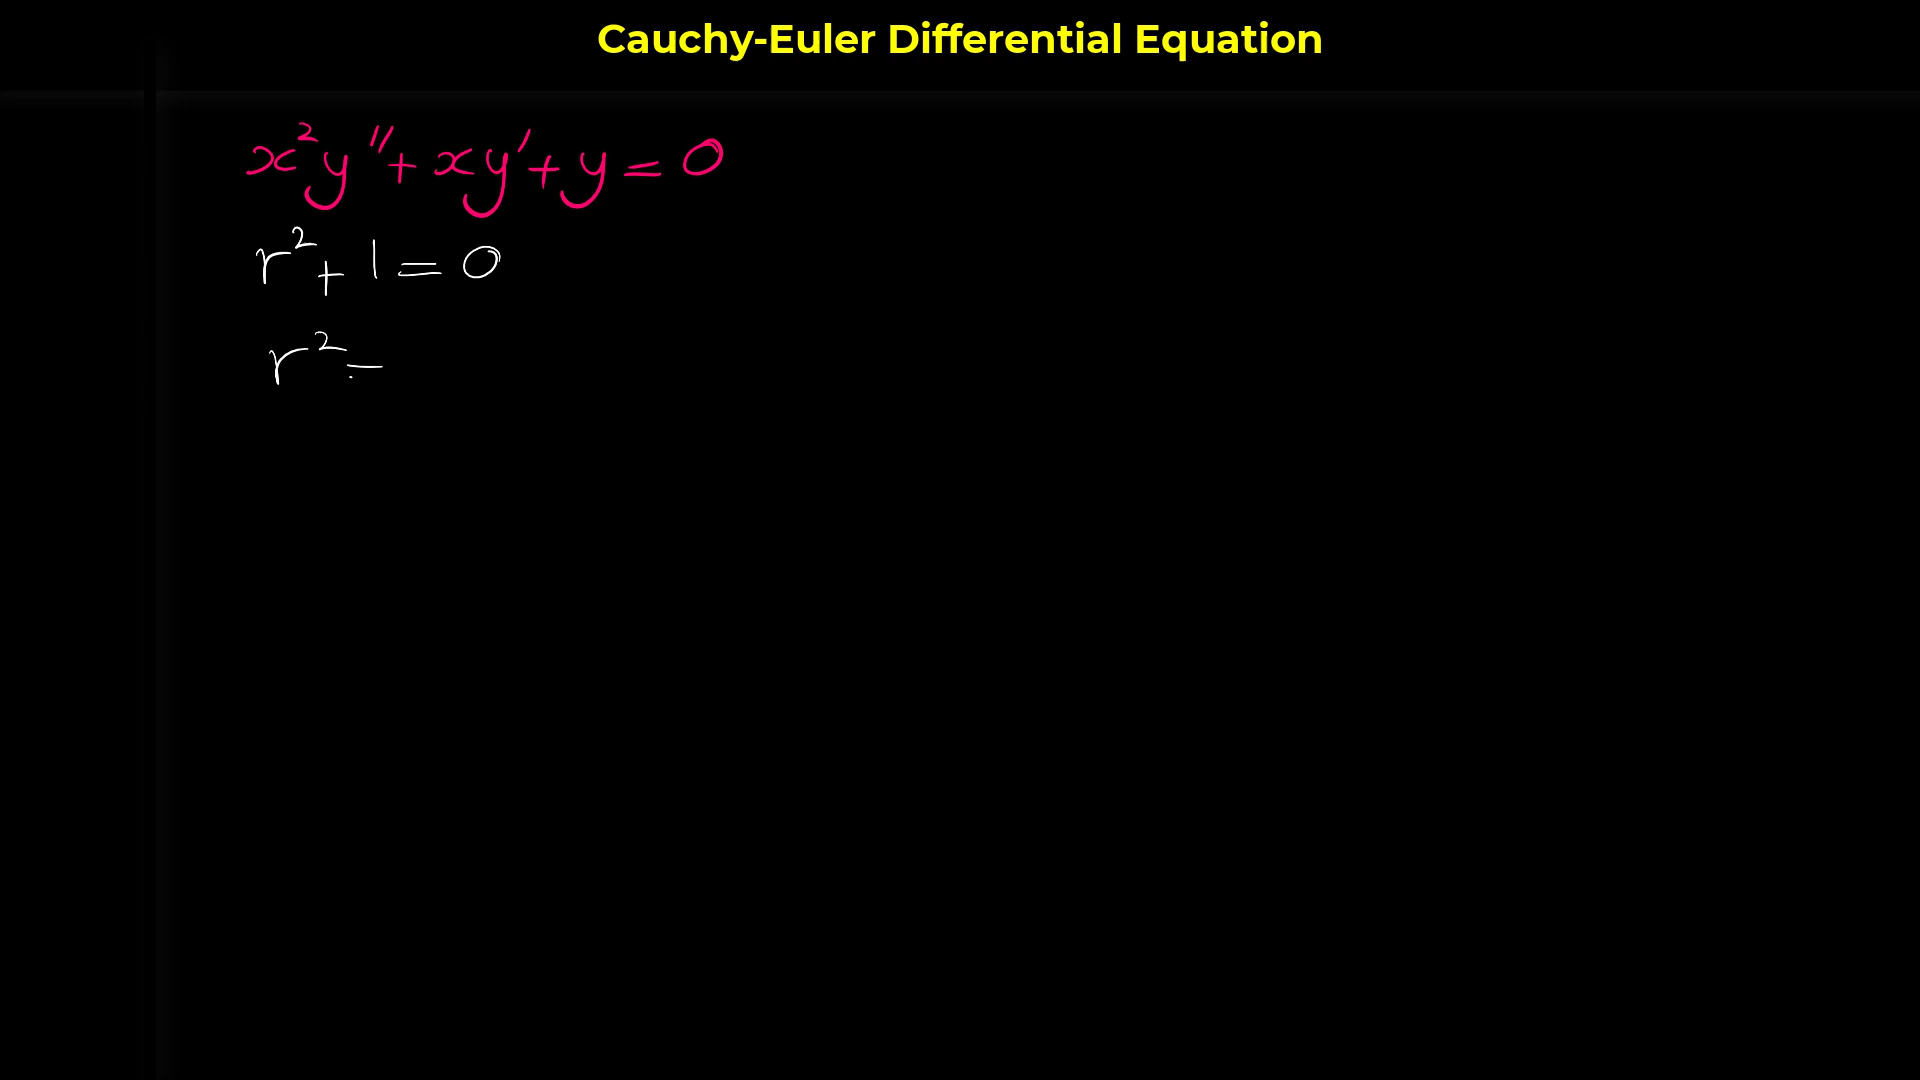 Cauchy-Euler Differential Equation
x²y″ + xy′ + y = 0
r² + 1 = 0
r² =